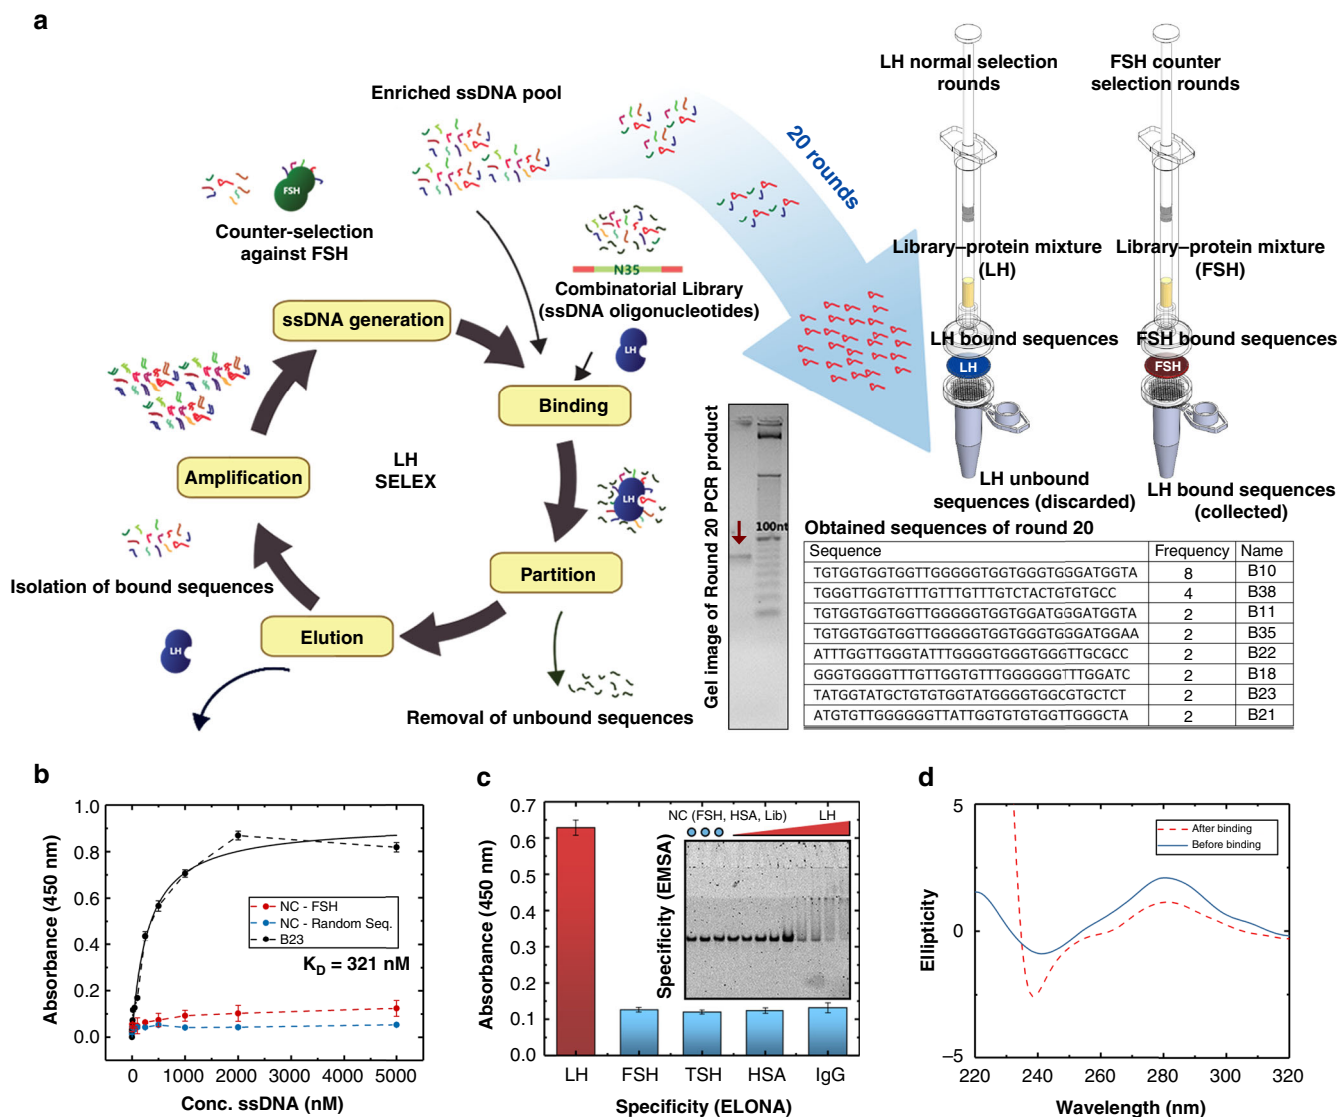 a
Enriched ssDNA pool
FSH
Counter-selection
against FSH
20 rounds
N35
Combinatorial Library
(ssDNA oligonucleotides)
LH
ssDNA generation
Binding
LH
Partition
Removal of unbound sequences
Elution
LH
Isolation of bound sequences
Amplification
LH
SELEX
LH normal selection
rounds
FSH counter
selection rounds
Library–protein mixture
(LH)
Library–protein mixture
(FSH)
LH bound sequences
FSH bound sequences
LH
FSH
LH unbound
sequences (discarded)
LH bound sequences
(collected)
Gel image of Round 20 PCR product
100nt
Obtained sequences of round 20
Sequence Frequency Name
TGTGGTGGTGGTTGGGGGTGGTGGGTGGGATGGTA 8 B10
TGGGTTGGTGTTTGTTTGTTTGTCTACTGTGTGCC 4 B38
TGTGGTGGTGGTTGGGGGTGGTGGATGGATGGTA 2 B11
TGTGGTGGTGGTTGGGGGTGGTGGGTGGGATGGAA 2 B35
ATTTGGTTGGGTATTTGGGGTGGGTGGGTTGCGCC 2 B22
GGGTGGGGTTTGTTGGTGTTTGGGGGGTTTGGATC 2 B18
TATGGTATGCTGTGTGGTATGGGGTGGCGTGCTCT 2 B23
ATGTGTTGGGGGGTTATTGGTGTGTGGTTGGGCTA 2 B21
b
Absorbance (450 nm)
1.0
0.8
0.6
0.4
0.2
0.0
NC - FSH
NC - Random Seq.
B23
KD = 321 nM
0 1000 2000 3000 4000 5000
Conc. ssDNA (nM)
c
Absorbance (450 nm)
0.7
0.6
0.5
0.4
0.3
0.2
0.1
0.0
NC (FSH, HSA, Lib) LH
Specificity (EMSA)
LH FSH TSH HSA IgG
Specificity (ELONA)
d
Ellipticity
5
0
−5
After binding
Before binding
220 240 260 280 300 320
Wavelength (nm)